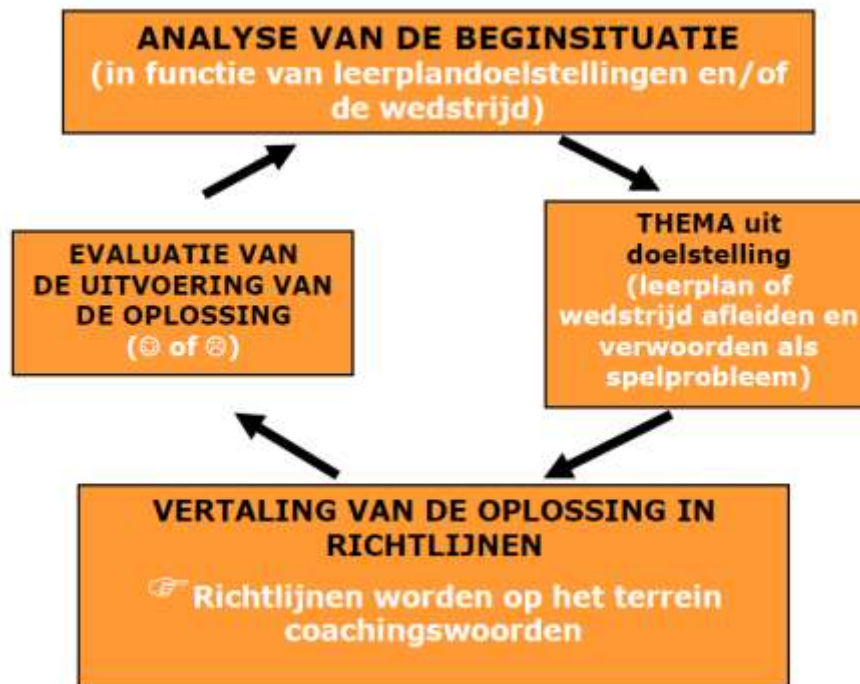 ANALYSE VAN DE BEGINSITUATIE
(in functie van leerplandoelstellingen en/of
de wedstrijd)
THEMA uit
doelstelling
(leerplan of
wedstrijd afleiden en
verwoorden als
spelprobleem)
VERTALING VAN DE OPLOSSING IN
RICHTLIJNEN
☞ Richtlijnen worden op het terrein
coachingswoorden
EVALUATIE VAN
DE UITVOERING VAN
DE OPLOSSING
(☺ of ☹)